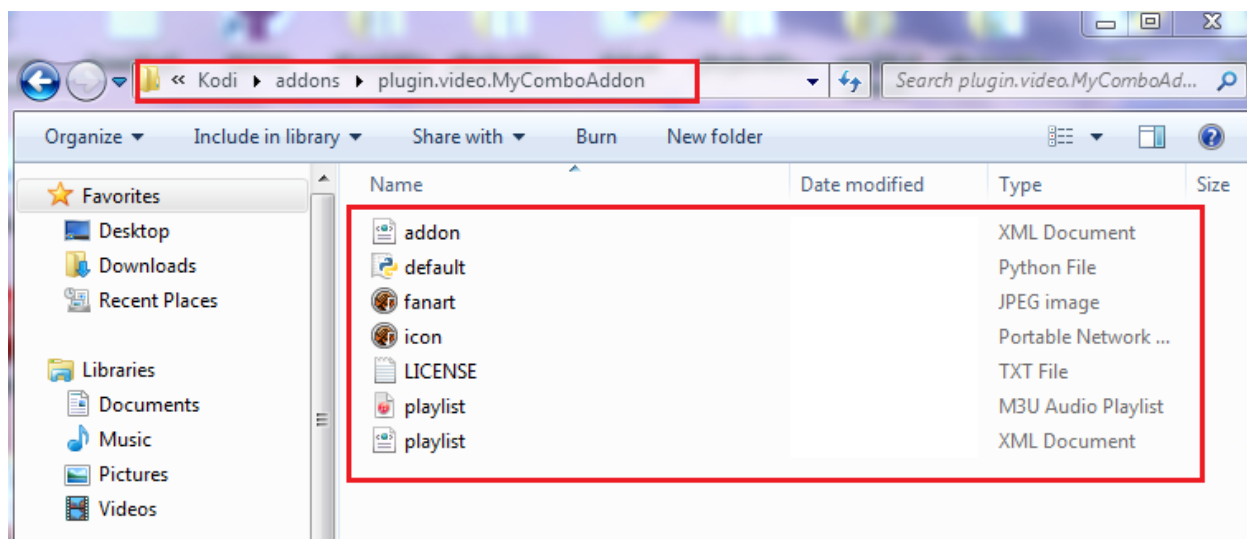 « Kodi ▸ addons ▸ plugin.video.MyComboAddon Search plugin.video.MyComboAd...
Organize Include in library Share with Burn New folder
Name Date modified Type Size
Favorites
Desktop
Downloads
Recent Places
Libraries
Documents
Music
Pictures
Videos
addon XML Document
default Python File
fanart JPEG image
icon Portable Network ...
LICENSE TXT File
playlist M3U Audio Playlist
playlist XML Document